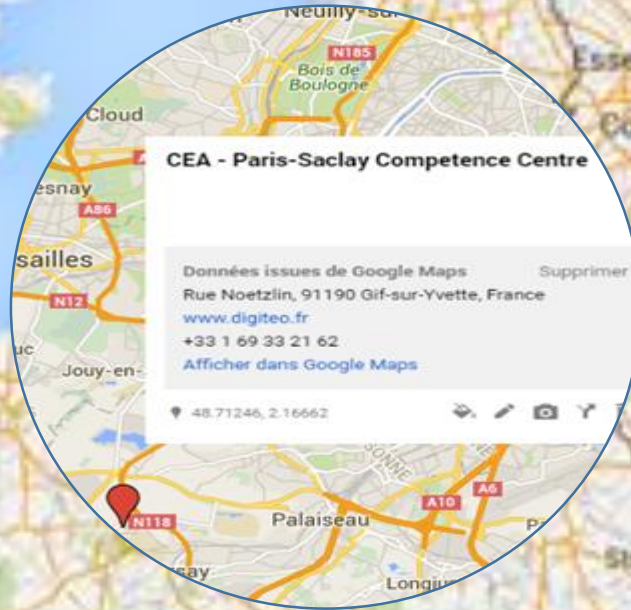 Neuilly-sur
N185
Bois de
Boulogne
Cloud
CEA - Paris-Saclay Competence Centre
esnay
A86
sailles
Données issues de Google Maps Supprimer
Rue Noetzlin, 91190 Gif-sur-Yvette, France
N12
www.digiteo.fr
+33 1 69 33 21 62
Jouy-en-
Afficher dans Google Maps
48.71246, 2.16662
A6
A10
N118
Palaiseau
say